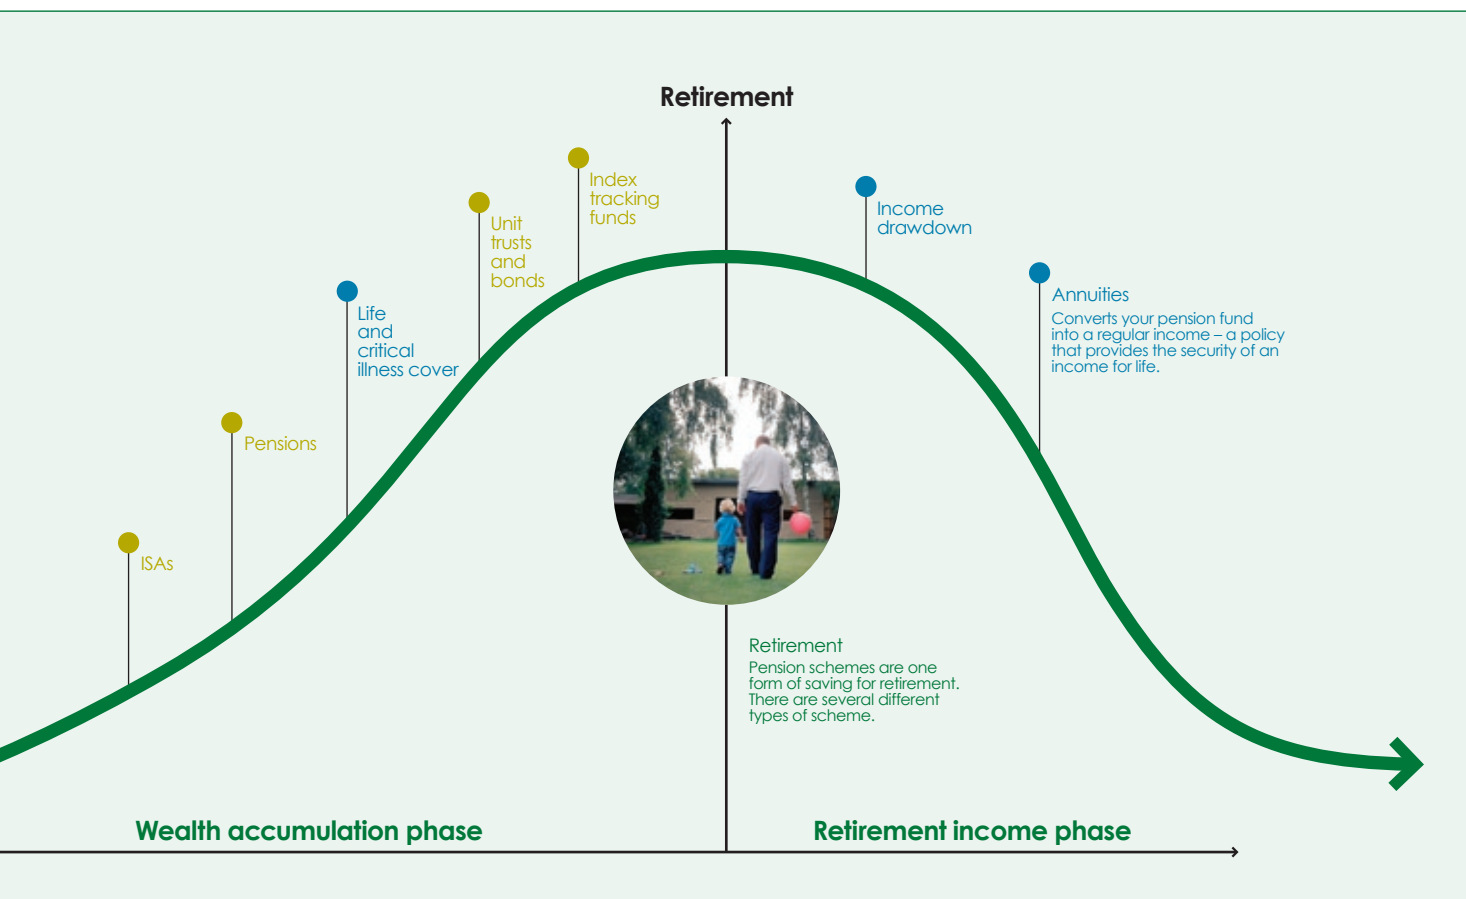 Retirement
Index
tracking
funds
Unit
trusts
and
bonds
Life
and
critical
illness cover
Pensions
ISAs
Income
drawdown
Annuities
Converts your pension fund
into a regular income – a policy
that provides the security of an
income for life.
Retirement
Pension schemes are one
form of saving for retirement.
There are several different
types of scheme.
Wealth accumulation phase
Retirement income phase